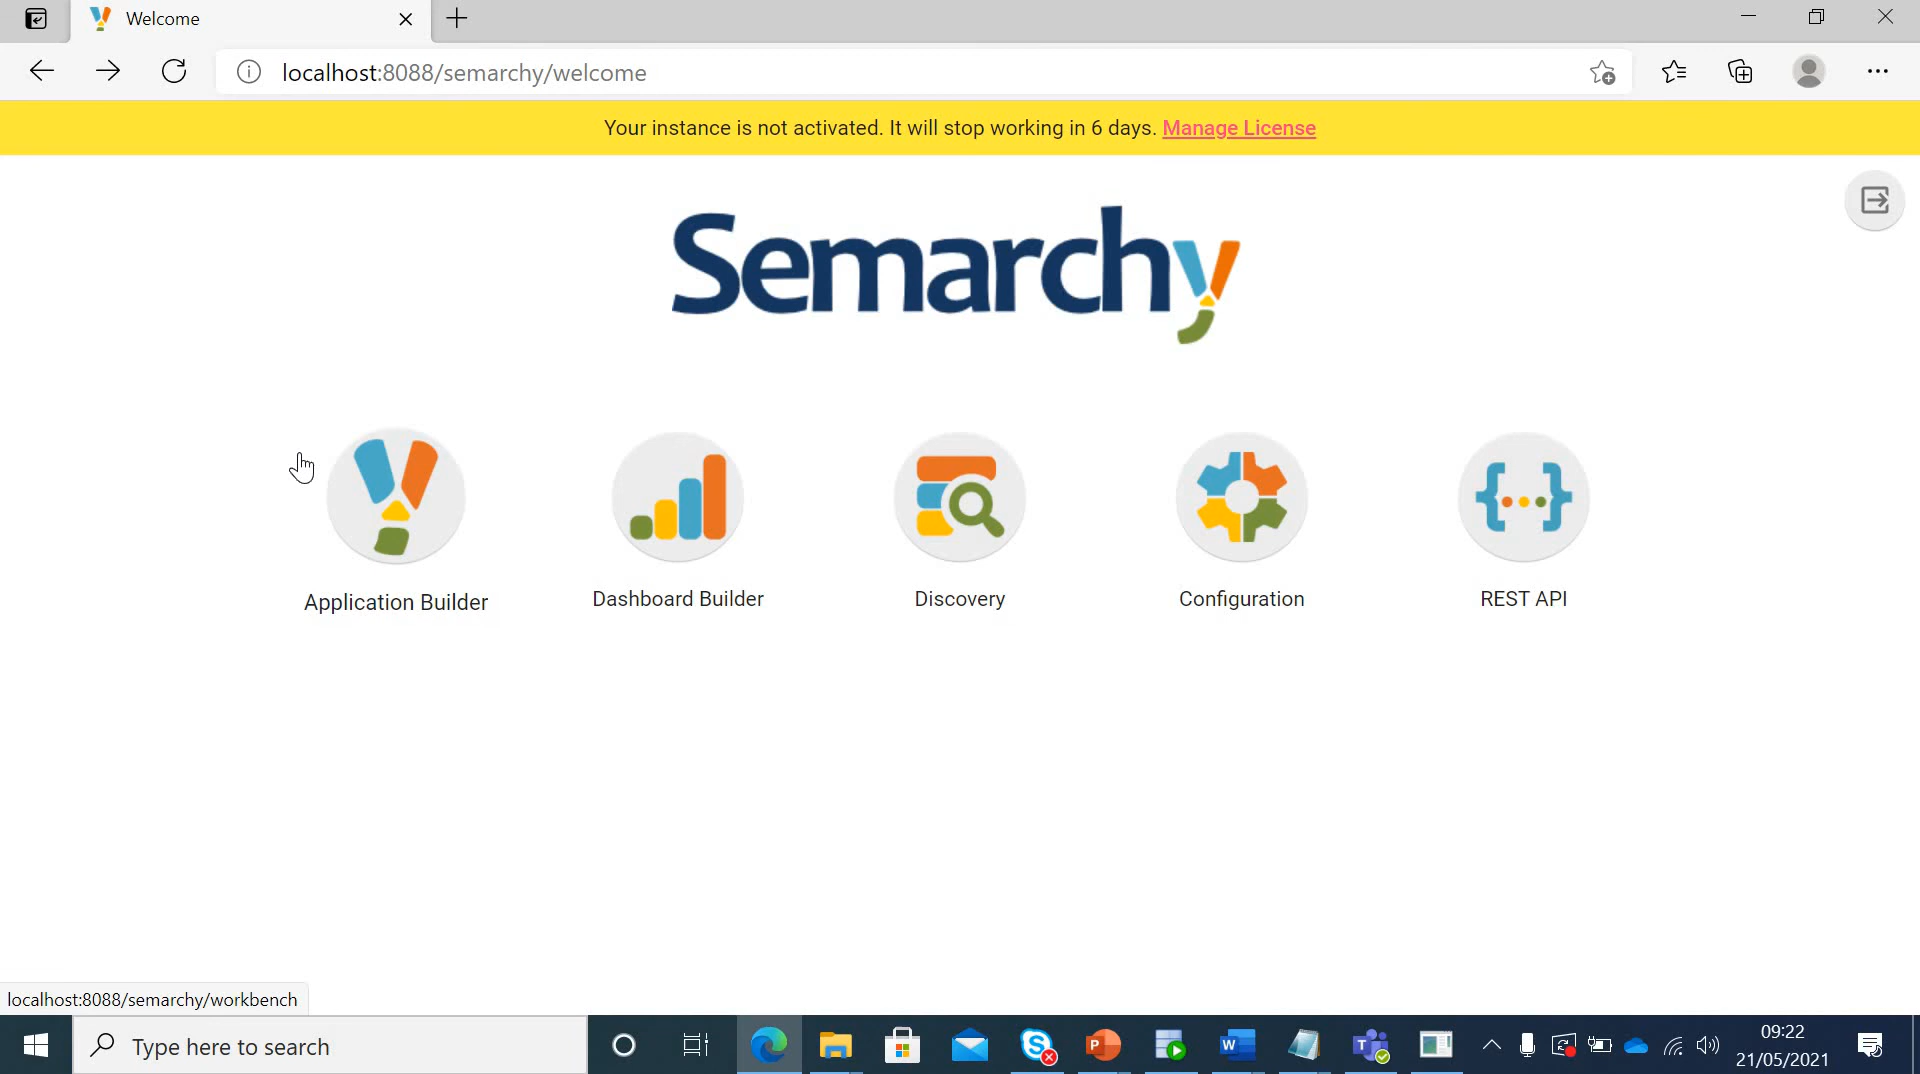 Welcome
localhost:8088/semarchy/welcome
Your instance is not activated. It will stop working in 6 days. Manage License
Semarchy
Application Builder
Dashboard Builder
Discovery
Configuration
REST API
localhost:8088/semarchy/workbench
Type here to search
09:22
21/05/2021